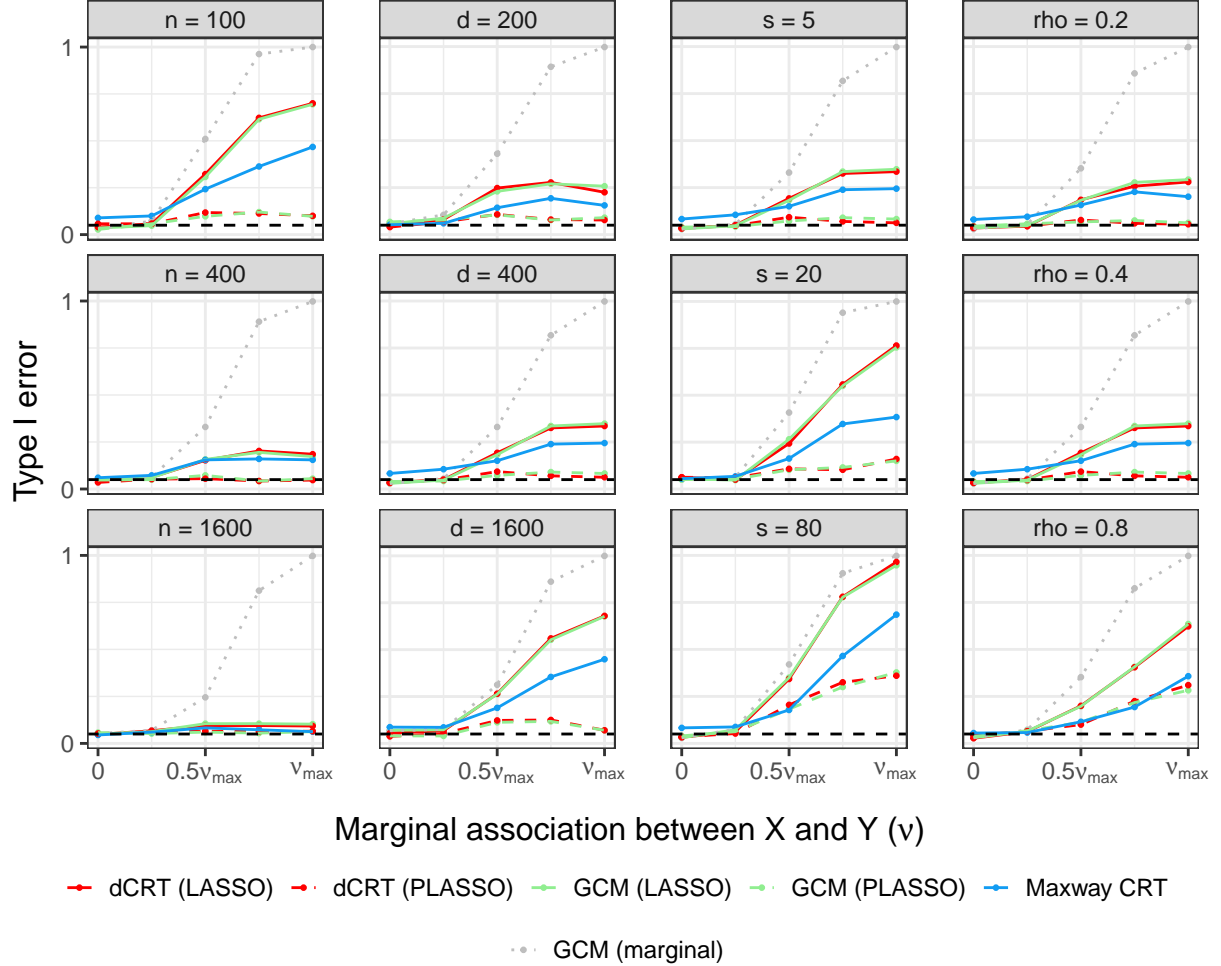 n = 100
d = 200
s = 5
rho = 0.2
1
0
n = 400
d = 400
s = 20
rho = 0.4
1
0
n = 1600
d = 1600
s = 80
rho = 0.8
1
0
Type I error
0 0.5νmax νmax
0 0.5νmax νmax
0 0.5νmax νmax
0 0.5νmax νmax
Marginal association between X and Y (ν)
dCRT (LASSO) dCRT (PLASSO) GCM (LASSO) GCM (PLASSO) Maxway CRT
GCM (marginal)